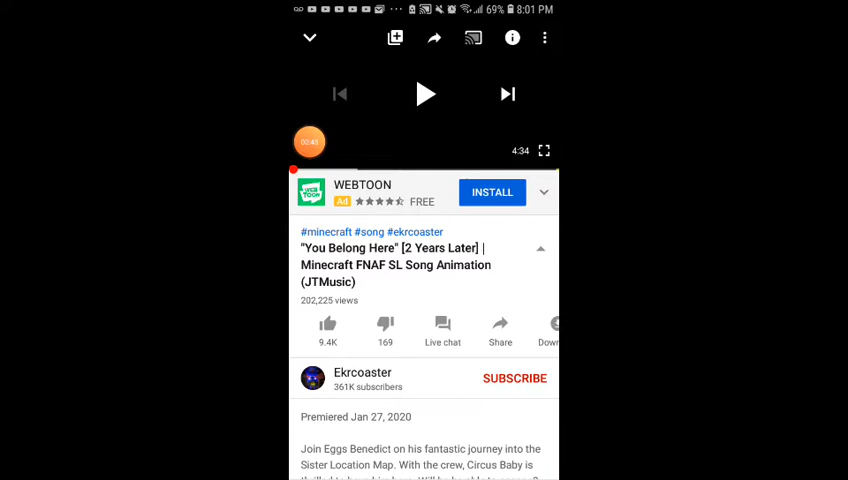 69% 8:01 PM
00:45
4:34
WEBTOON
INSTALL
Ad FREE
#minecraft #song #ekrcoaster
"You Belong Here" [2 Years Later] |
Minecraft FNAF SL Song Animation
(JTMusic)
202,225 views
9.4K 169 Live chat Share Down
Ekrcoaster
361K subscribers
SUBSCRIBE
Premiered Jan 27, 2020
Join Eggs Benedict on his fantastic journey into the
Sister Location Map. With the crew, Circus Baby is